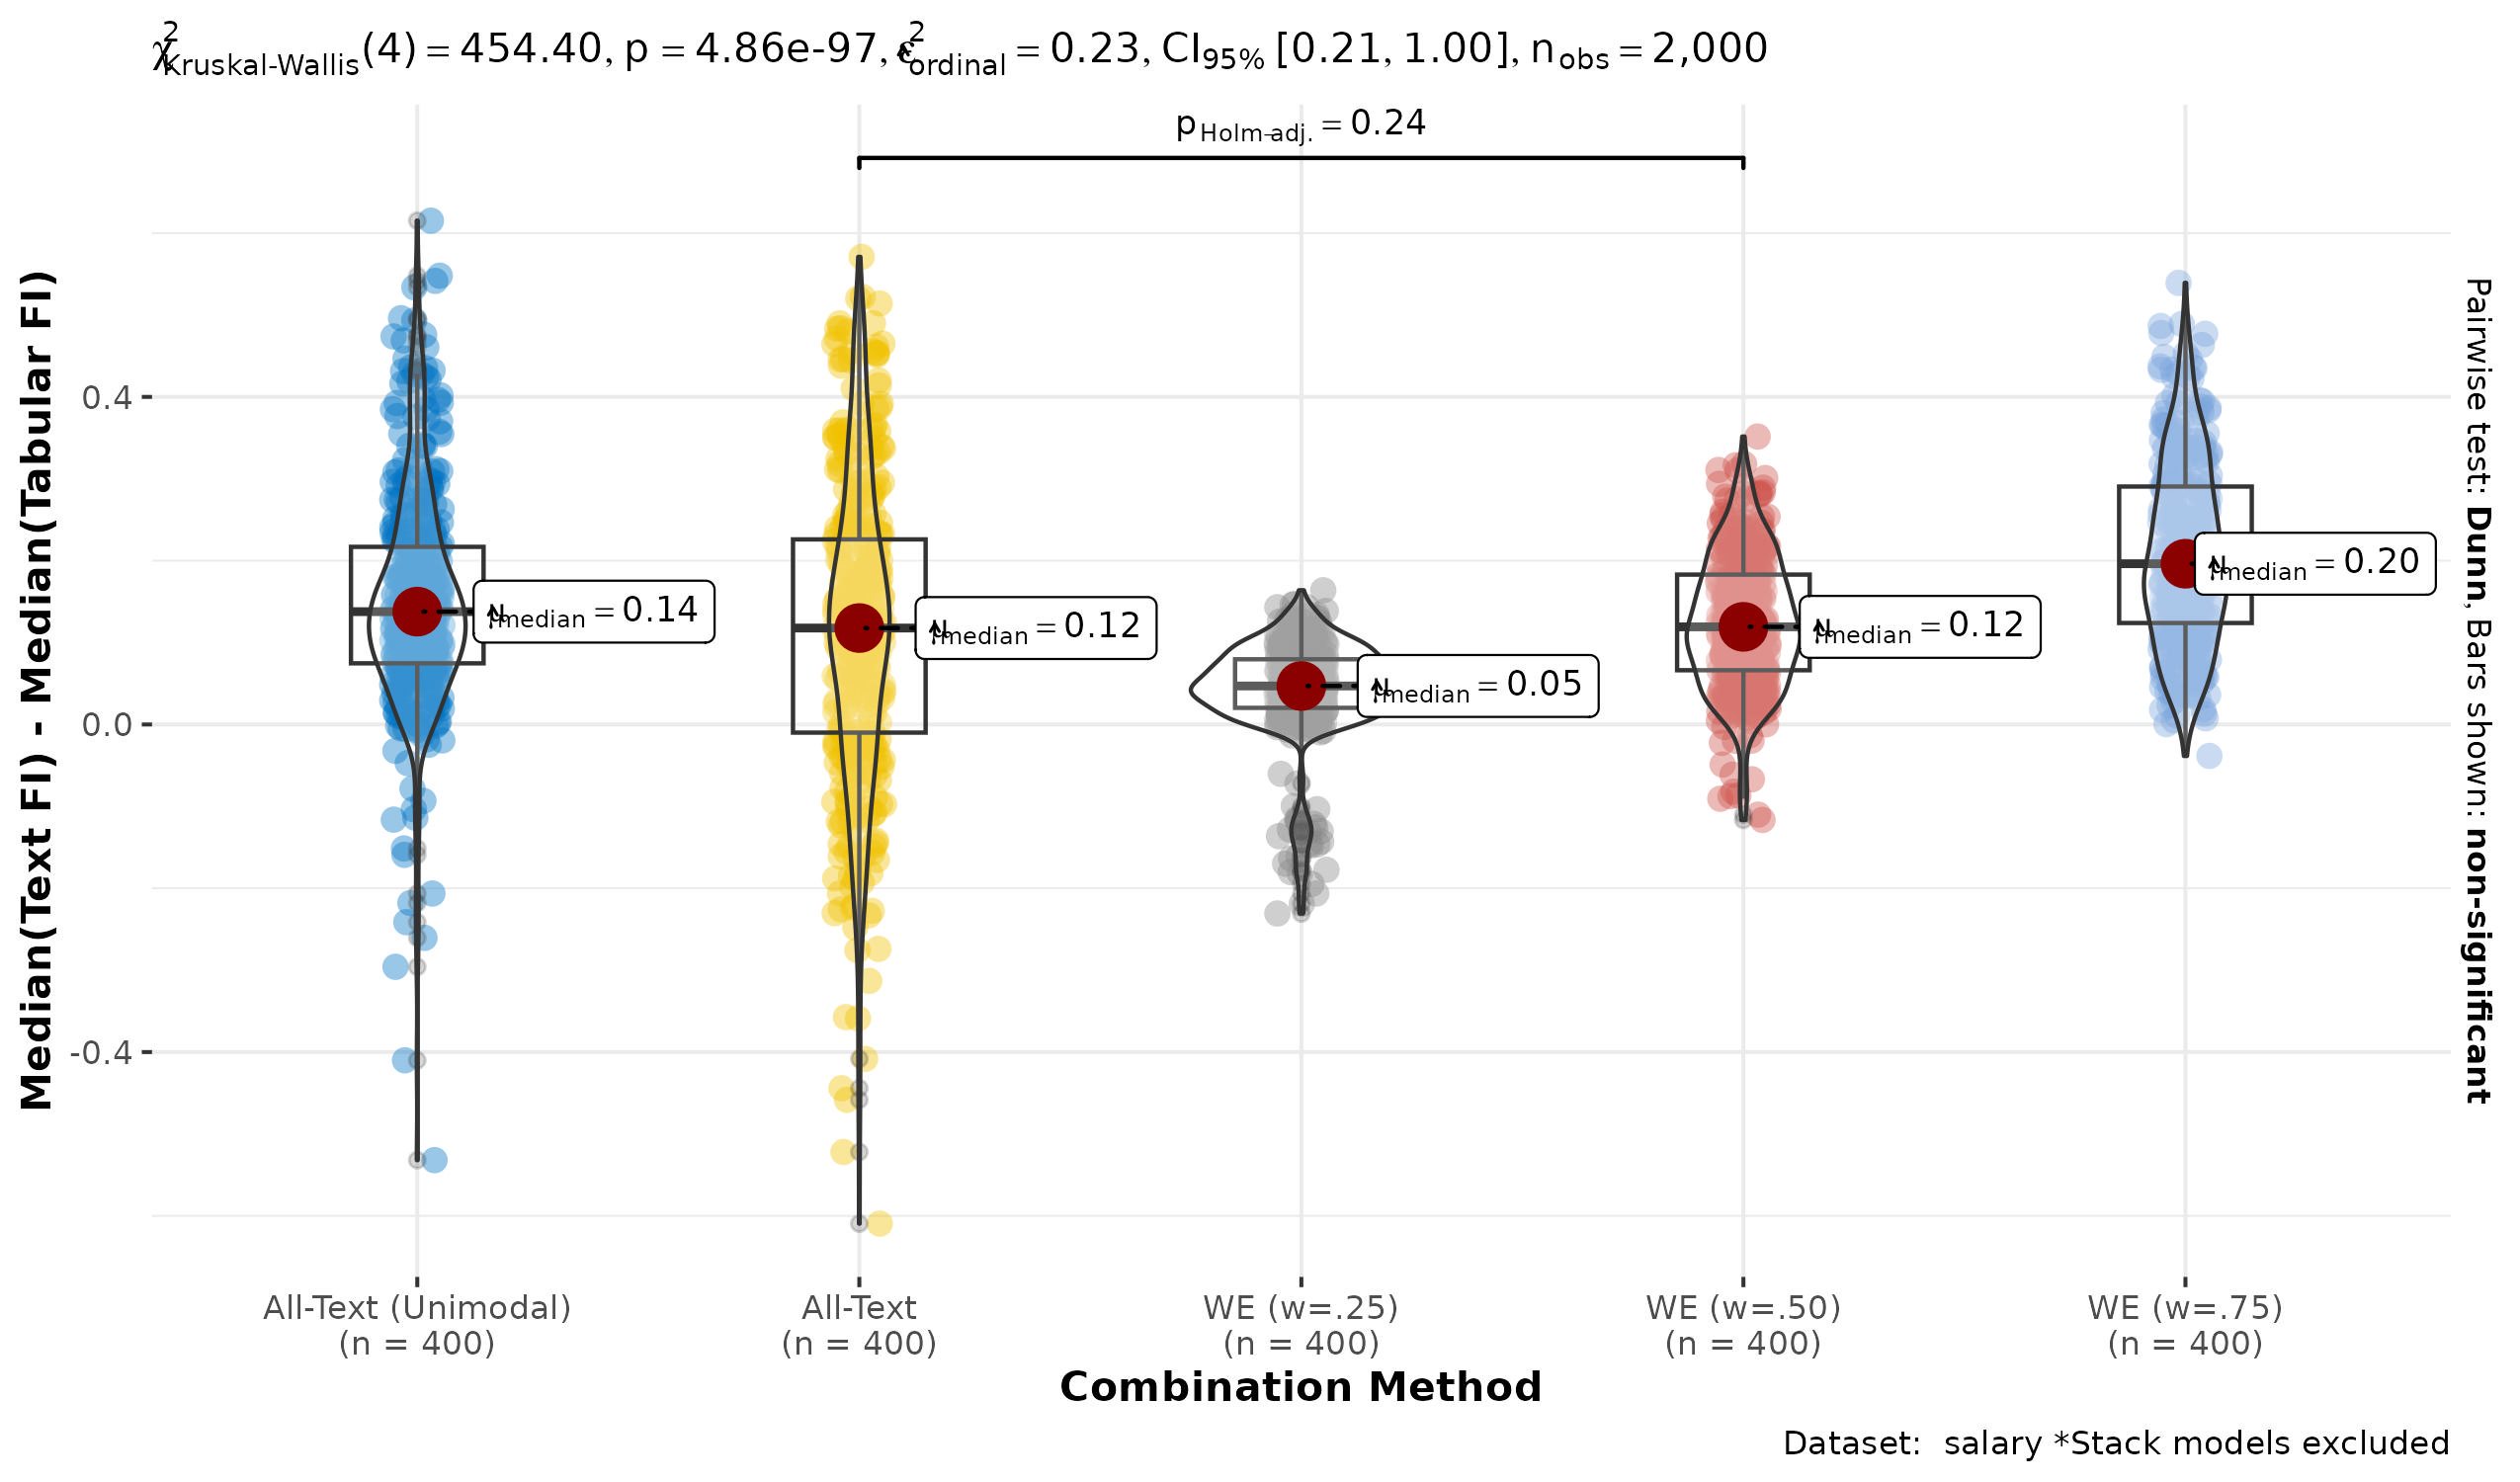 χ²Kruskal-Wallis(4) = 454.40, p = 4.86e-97, ε²ordinal = 0.23, CI95% [0.21, 1.00], nobs = 2,000
pHolm-adj. = 0.24
Median(Text FI) - Median(Tabular FI)
0.4
0.0
-0.4
μ̂median = 0.14
μ̂median = 0.12
μ̂median = 0.05
μ̂median = 0.12
μ̂median = 0.20
Pairwise test: Dunn, Bars shown: non-significant
All-Text (Unimodal)
(n = 400)
All-Text
(n = 400)
WE (w=.25)
(n = 400)
WE (w=.50)
(n = 400)
WE (w=.75)
(n = 400)
Combination Method
Dataset:  salary *Stack models excluded